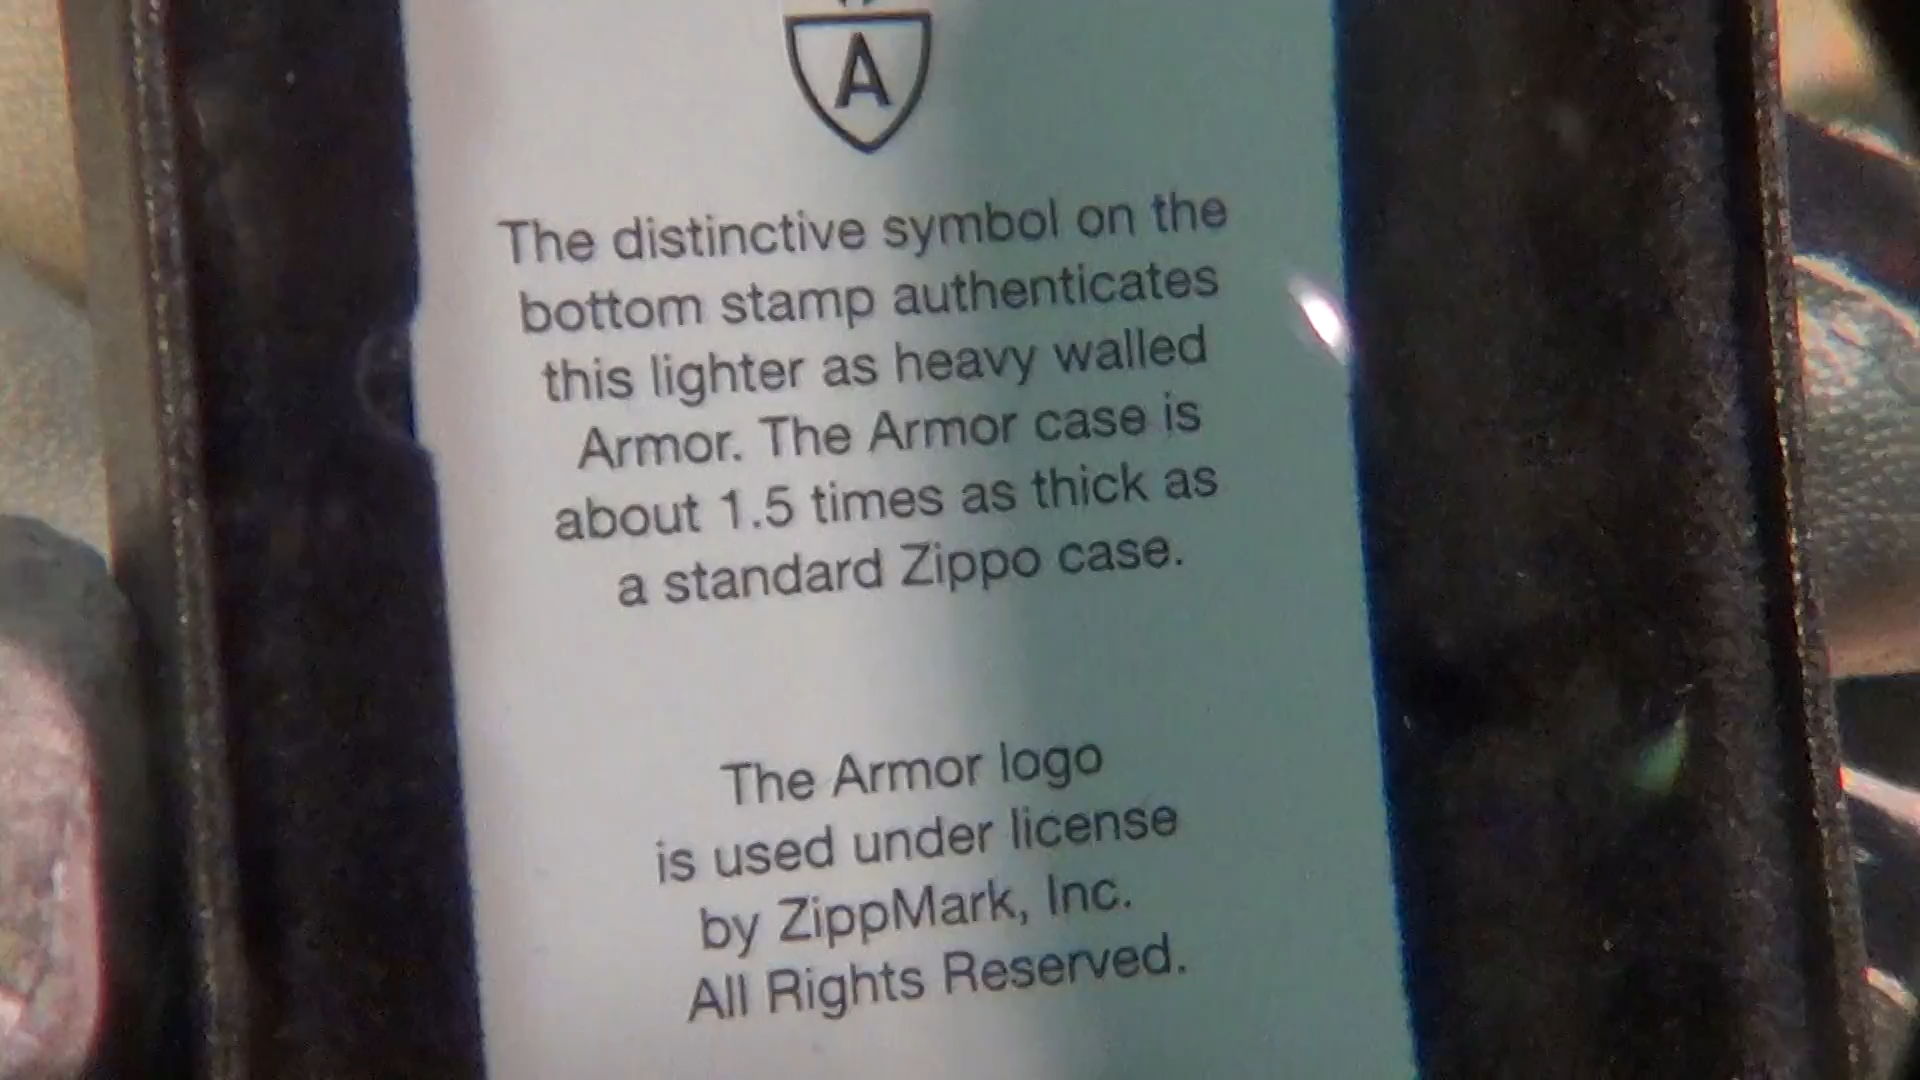 A
The distinctive symbol on the
bottom stamp authenticates
this lighter as heavy walled
Armor. The Armor case is
about 1.5 times as thick as
a standard Zippo case.
The Armor logo
is used under license
by ZippMark, Inc.
All Rights Reserved.